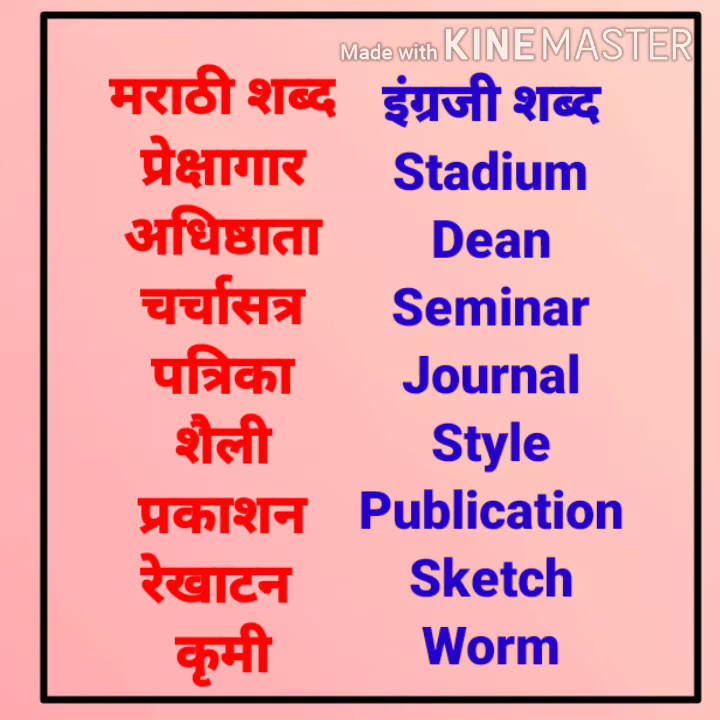 Made with KINEMASTER
मराठी शब्द इंग्रजी शब्द
प्रेक्षागार Stadium
अधिष्ठाता Dean
चर्चासत्र Seminar
पत्रिका Journal
शैली Style
प्रकाशन Publication
रेखाटन Sketch
कृमी Worm